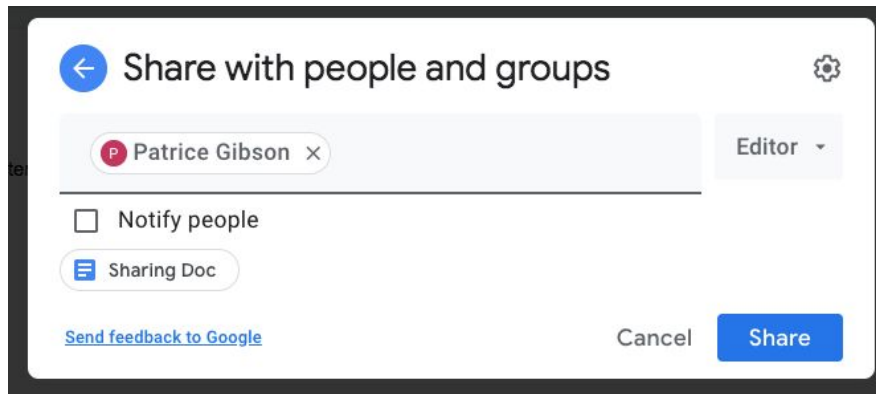 Share with people and groups
P Patrice Gibson
Editor
Notify people
Sharing Doc
Send feedback to Google
Cancel
Share